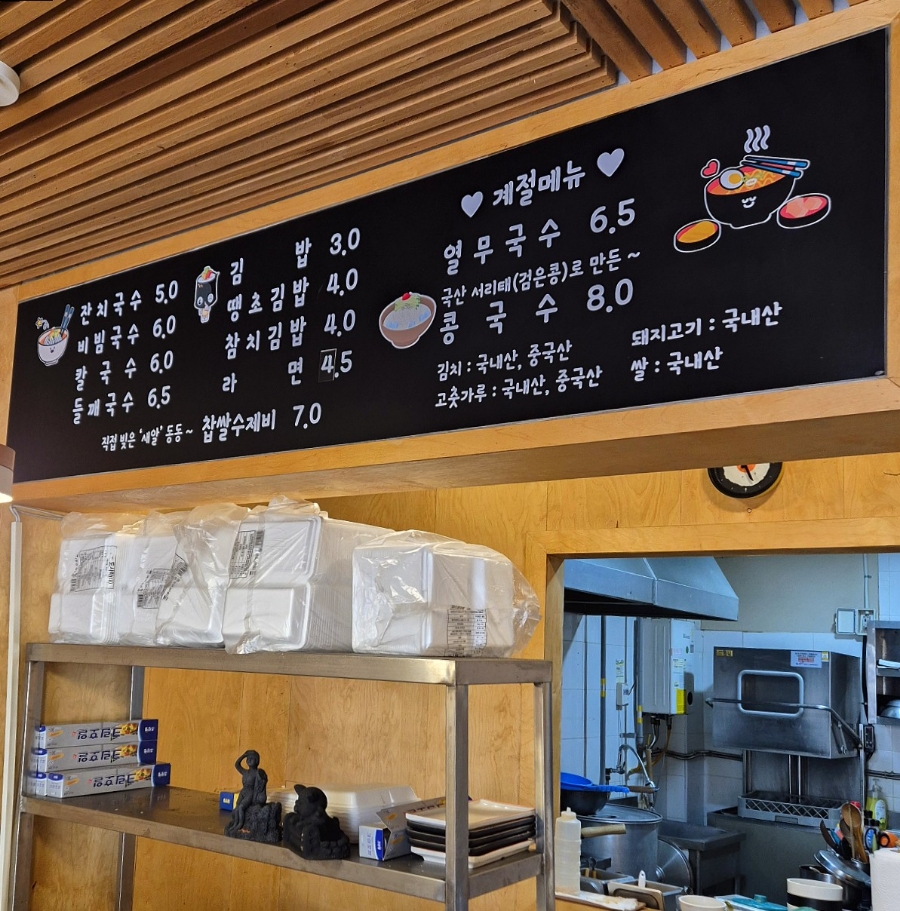 잔치국수 5.0
비빔국수 6.0
칼국수 6.0
들깨국수 6.5
직접 빚은 '새알' 동동~ 찹쌀수제비 7.0
김밥 3.0
땡초김밥 4.0
참치김밥 4.0
라면 4.5
계절메뉴
열무국수 6.5
국산 서리태(검은콩)로 만든~
콩국수 8.0
김치 : 국내산, 중국산
고춧가루 : 국내산, 중국산
돼지고기 : 국내산
쌀 : 국내산